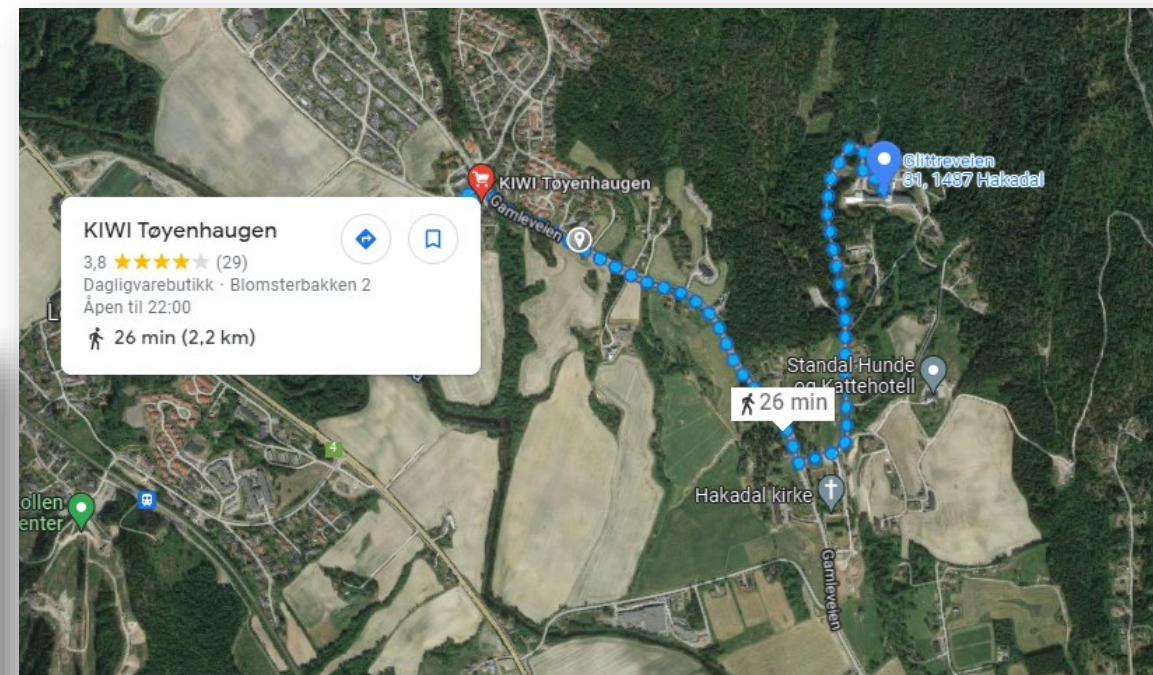 KIWI Tøyenhaugen
3,8 (29)
Dagligvarebutikk · Blomsterbakken 2
Åpen til 22:00
26 min (2,2 km)
KIWI Tøyenhaugen
Gamleveien
Glittreveien
31, 1487 Hakadal
Standal Hunde
og Kattehotell
26 min
4
ollen
enter
Hakadal kirke
Gamleveien